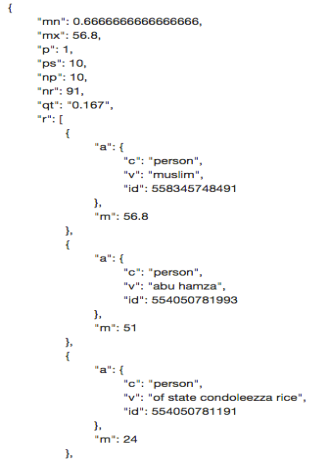 {
"mn": 0.6666666666666666,
"mx": 56.8,
"p": 1,
"ps": 10,
"np": 10,
"nr": 91,
"qt": "0.167",
"r": [
{
"a": {
"c": "person",
"v": "muslim",
"id": 558345748491
},
"m": 56.8
},
{
"a": {
"c": "person",
"v": "abu hamza",
"id": 554050781993
},
"m": 51
},
{
"a": {
"c": "person",
"v": "of state condoleezza rice",
"id": 554050781191
},
"m": 24
},